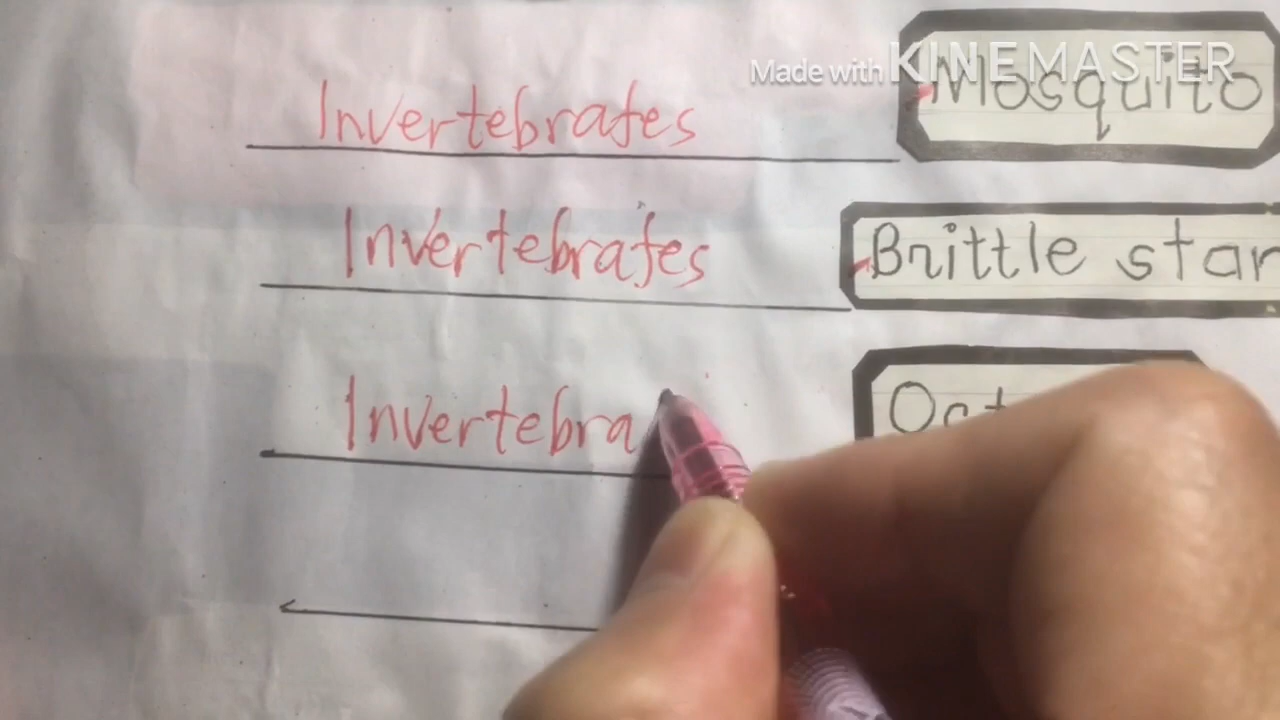 Made with KINEMASTER
Invertebrates Mosquito
Invertebrates Brittle star
Invertebra